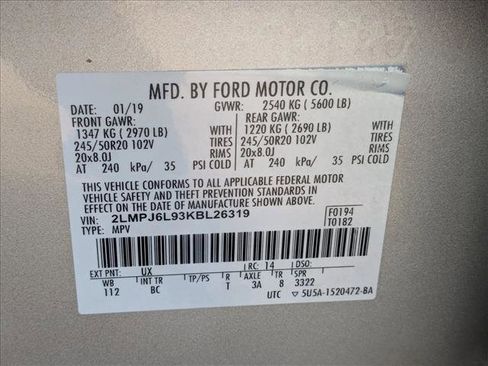 MFD. BY FORD MOTOR CO.
DATE: 01/19 GVWR: 2540 KG ( 5600 LB)
FRONT GAWR: REAR GAWR:
1347 KG ( 2970 LB) WITH 1220 KG ( 2690 LB) WITH
245/50R20 102V TIRES 245/50R20 102V TIRES
20x8.0J RIMS 20x8.0J RIMS
AT 240 kPa/ 35 PSI COLD AT 240 kPa/ 35 PSI COLD
THIS VEHICLE CONFORMS TO ALL APPLICABLE FEDERAL MOTOR
VEHICLE SAFETY AND THEFT PREVENTION STANDARDS IN
EFFECT ON THE DATE OF MANUFACTURE SHOWN ABOVE.
VIN: 2LMPJ6L93KBL26319 F0194
TYPE: MPV T0182
EXT PNT: UX RC: 14 DSO:
WB INT TR TP/PS R AXLE TR SPR
112 BC T 3A 8 3322
UTC ▽ 5U5A-1520472-BA